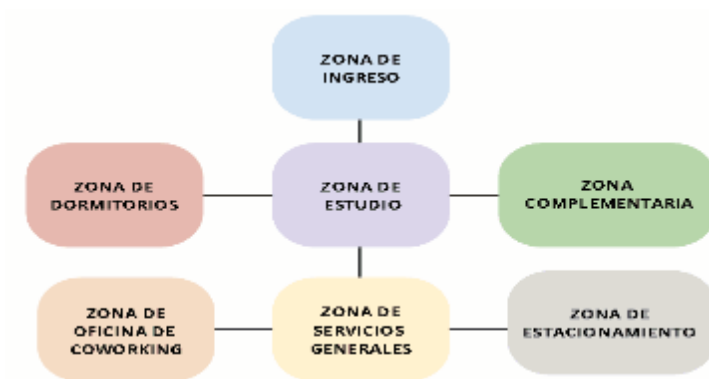 ZONA DE
INGRESO
ZONA DE
DORMITORIOS
ZONA DE
ESTUDIO
ZONA
COMPLEMENTARIA
ZONA DE
OFICINA DE
COWORKING
ZONA DE
SERVICIOS
GENERALES
ZONA DE
ESTACIONAMIENTO